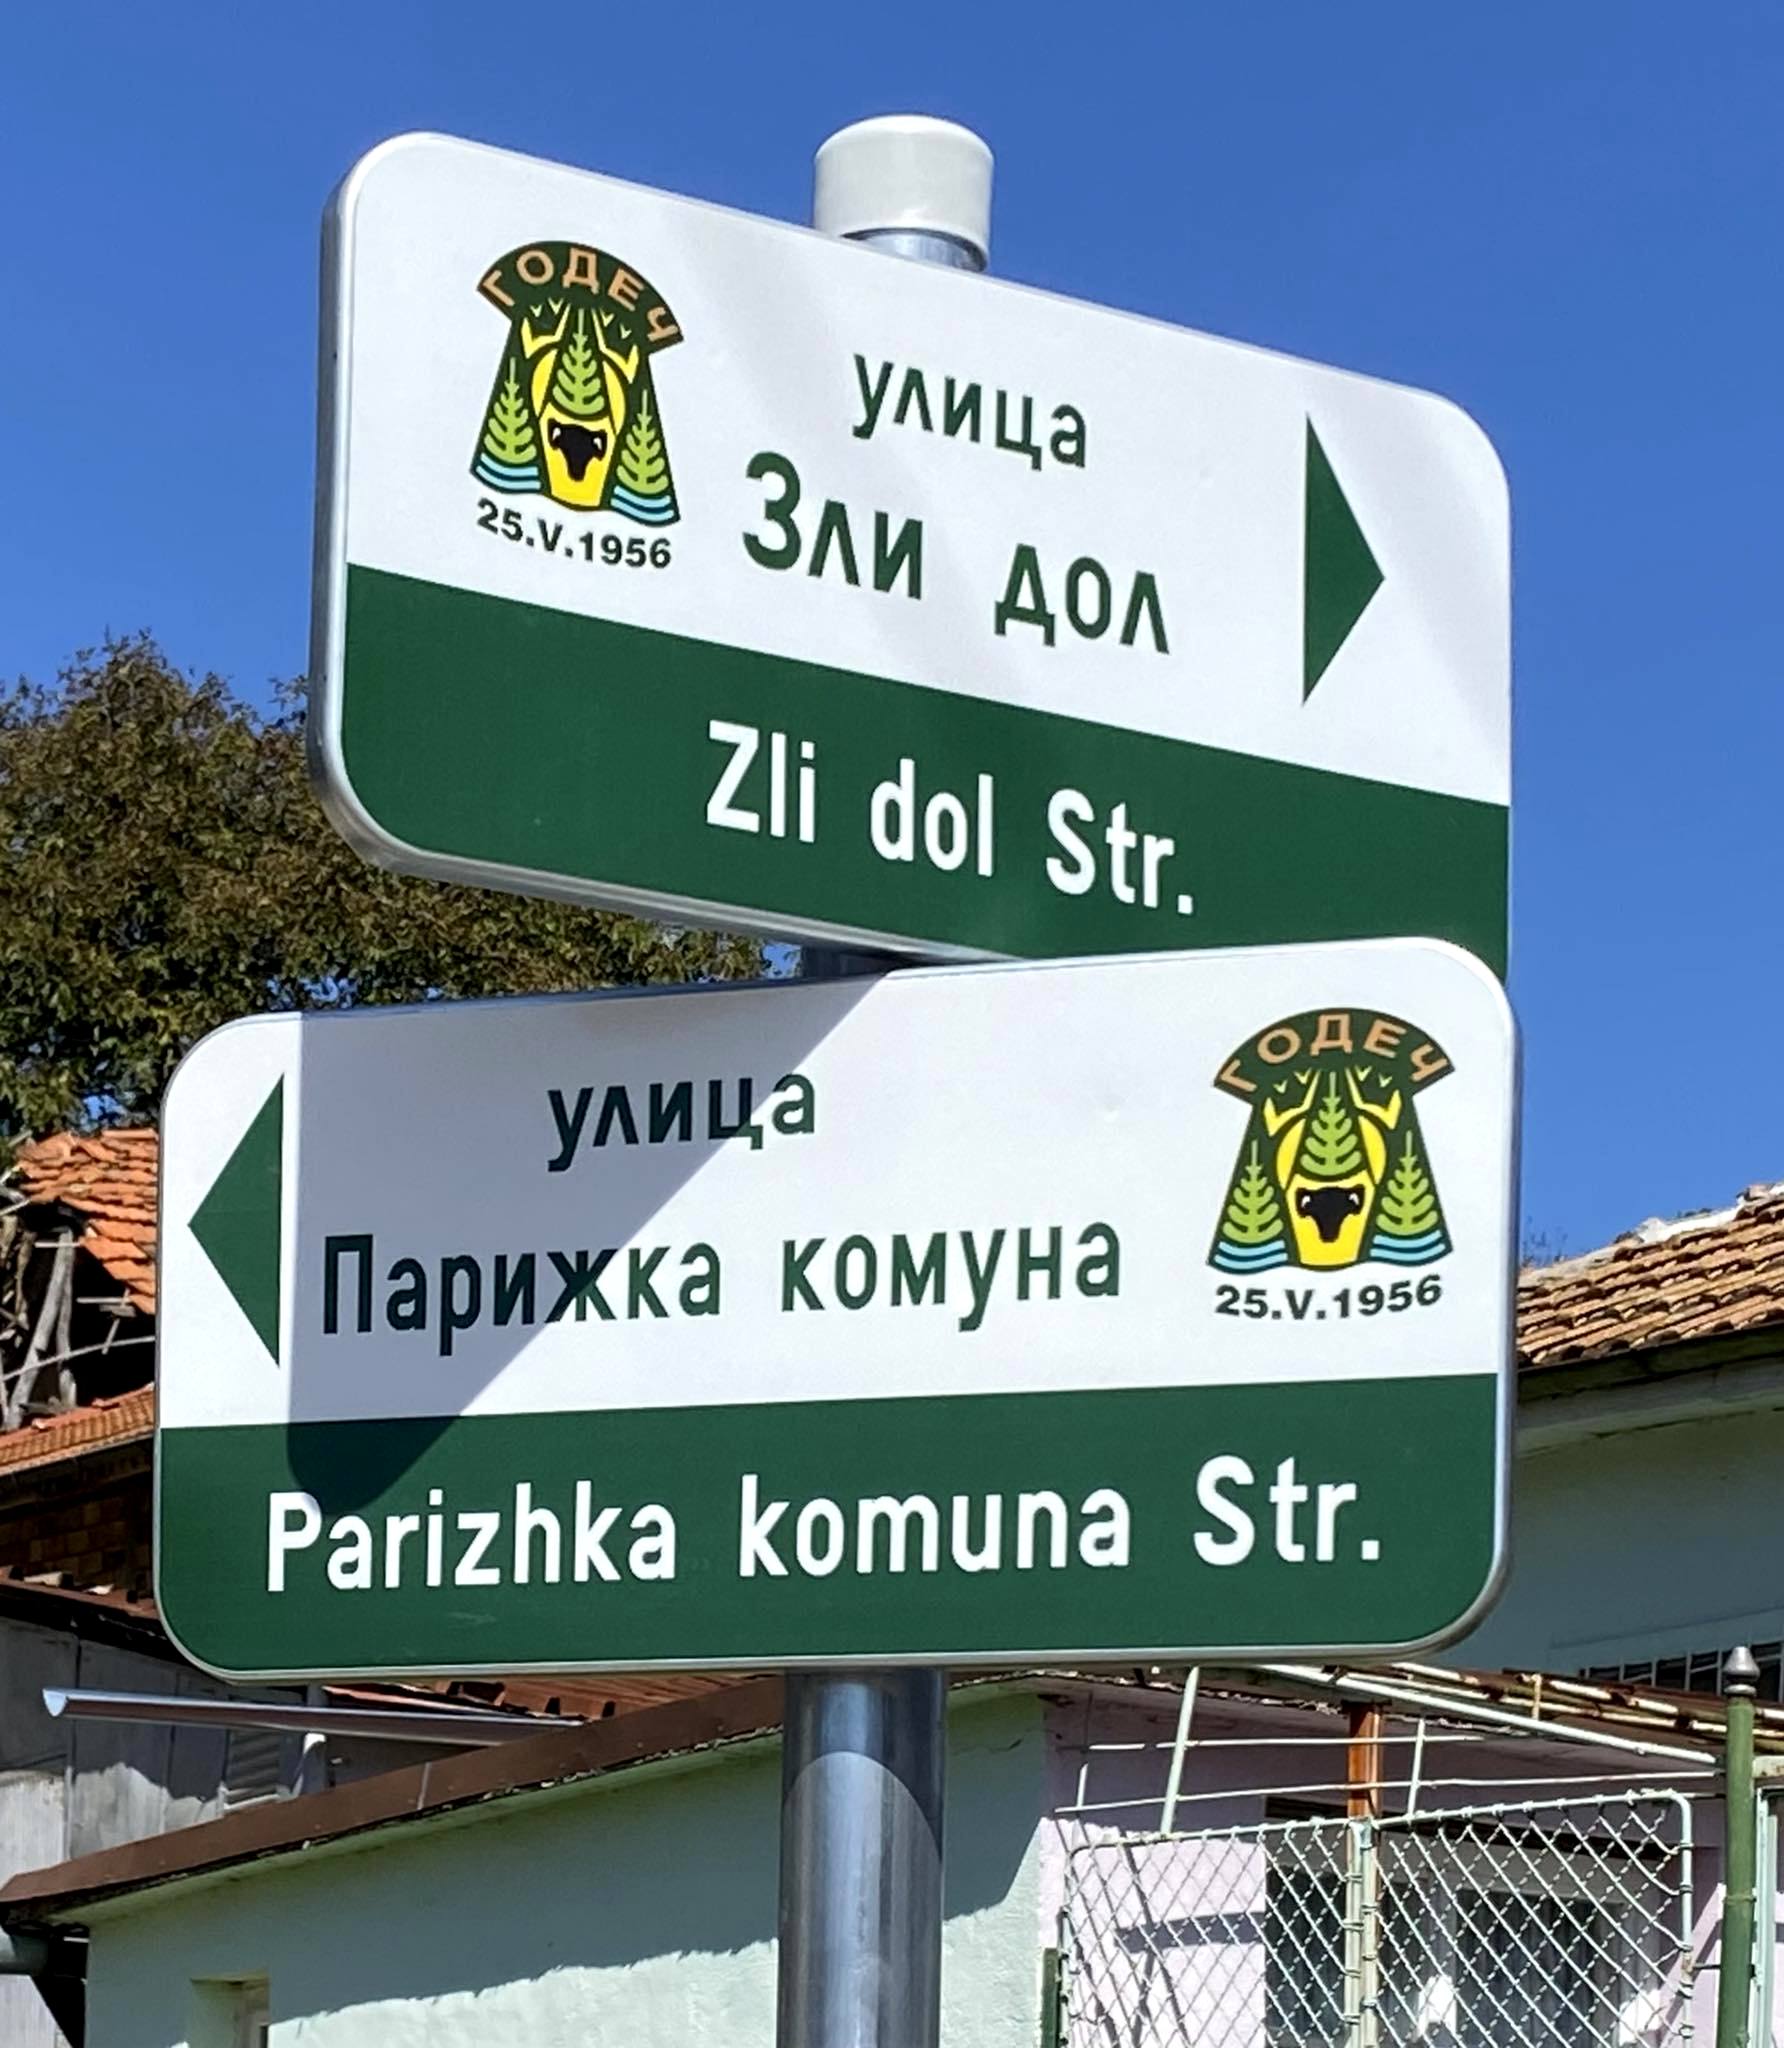 ГОДЕЧ
25.V.1956
улица
Зли дол
Zli dol Str.
улица
Парижка комуна
ГОДЕЧ
25.V.1956
Parizhka komuna Str.